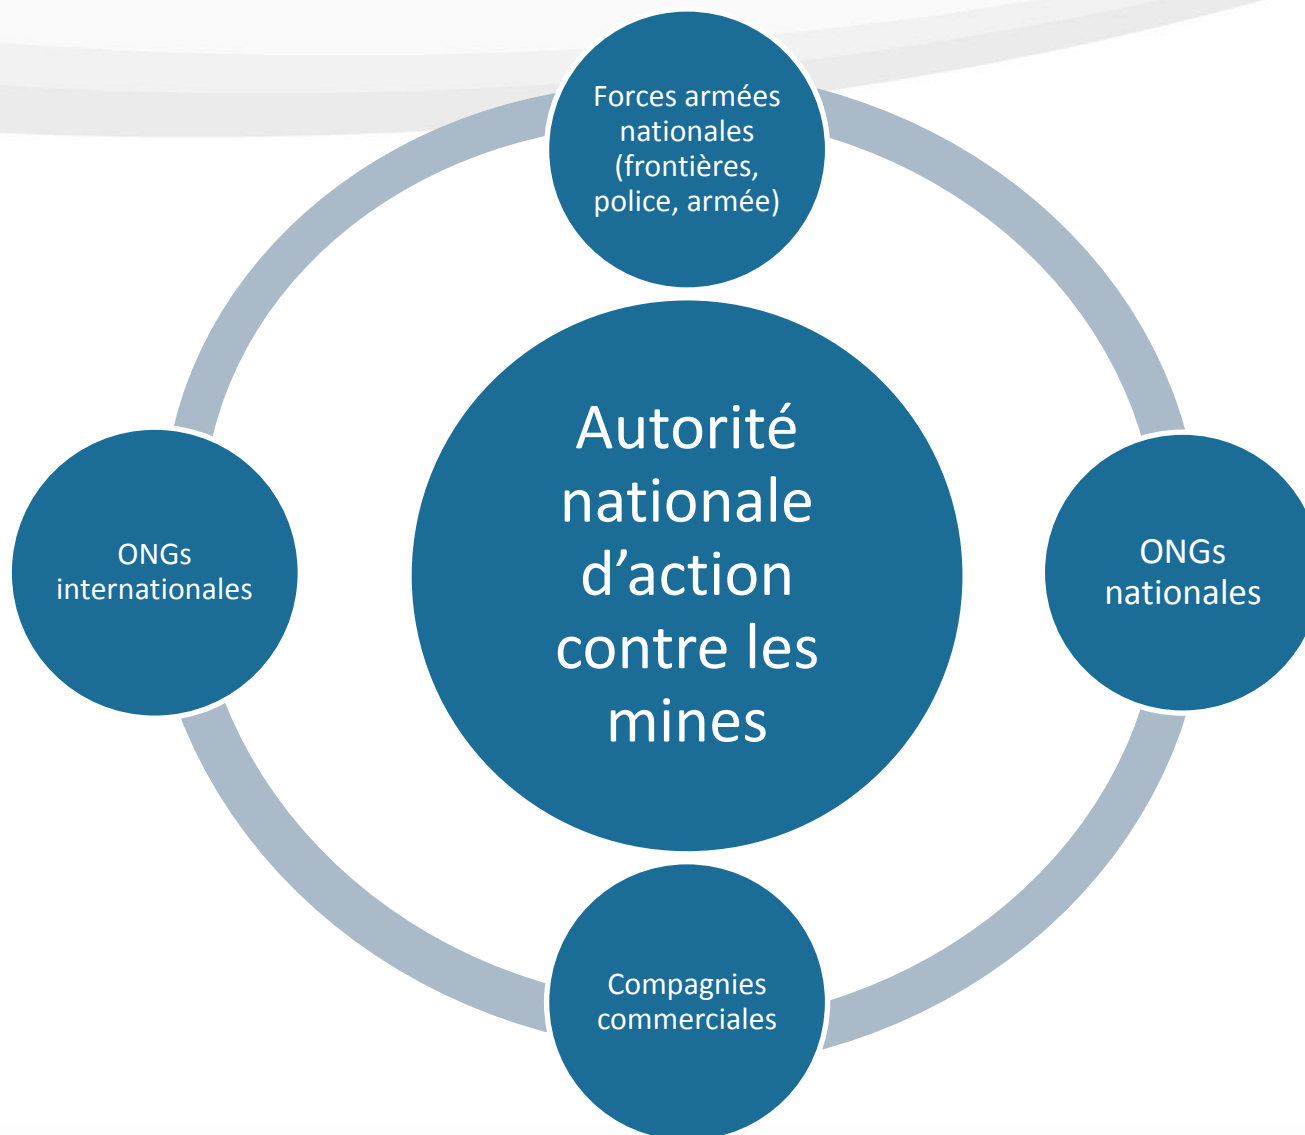 Forces armées
nationales
(frontières,
police, armée)
Autorité
nationale
d’action
contre les
mines
ONGs
internationales
ONGs
nationales
Compagnies
commerciales